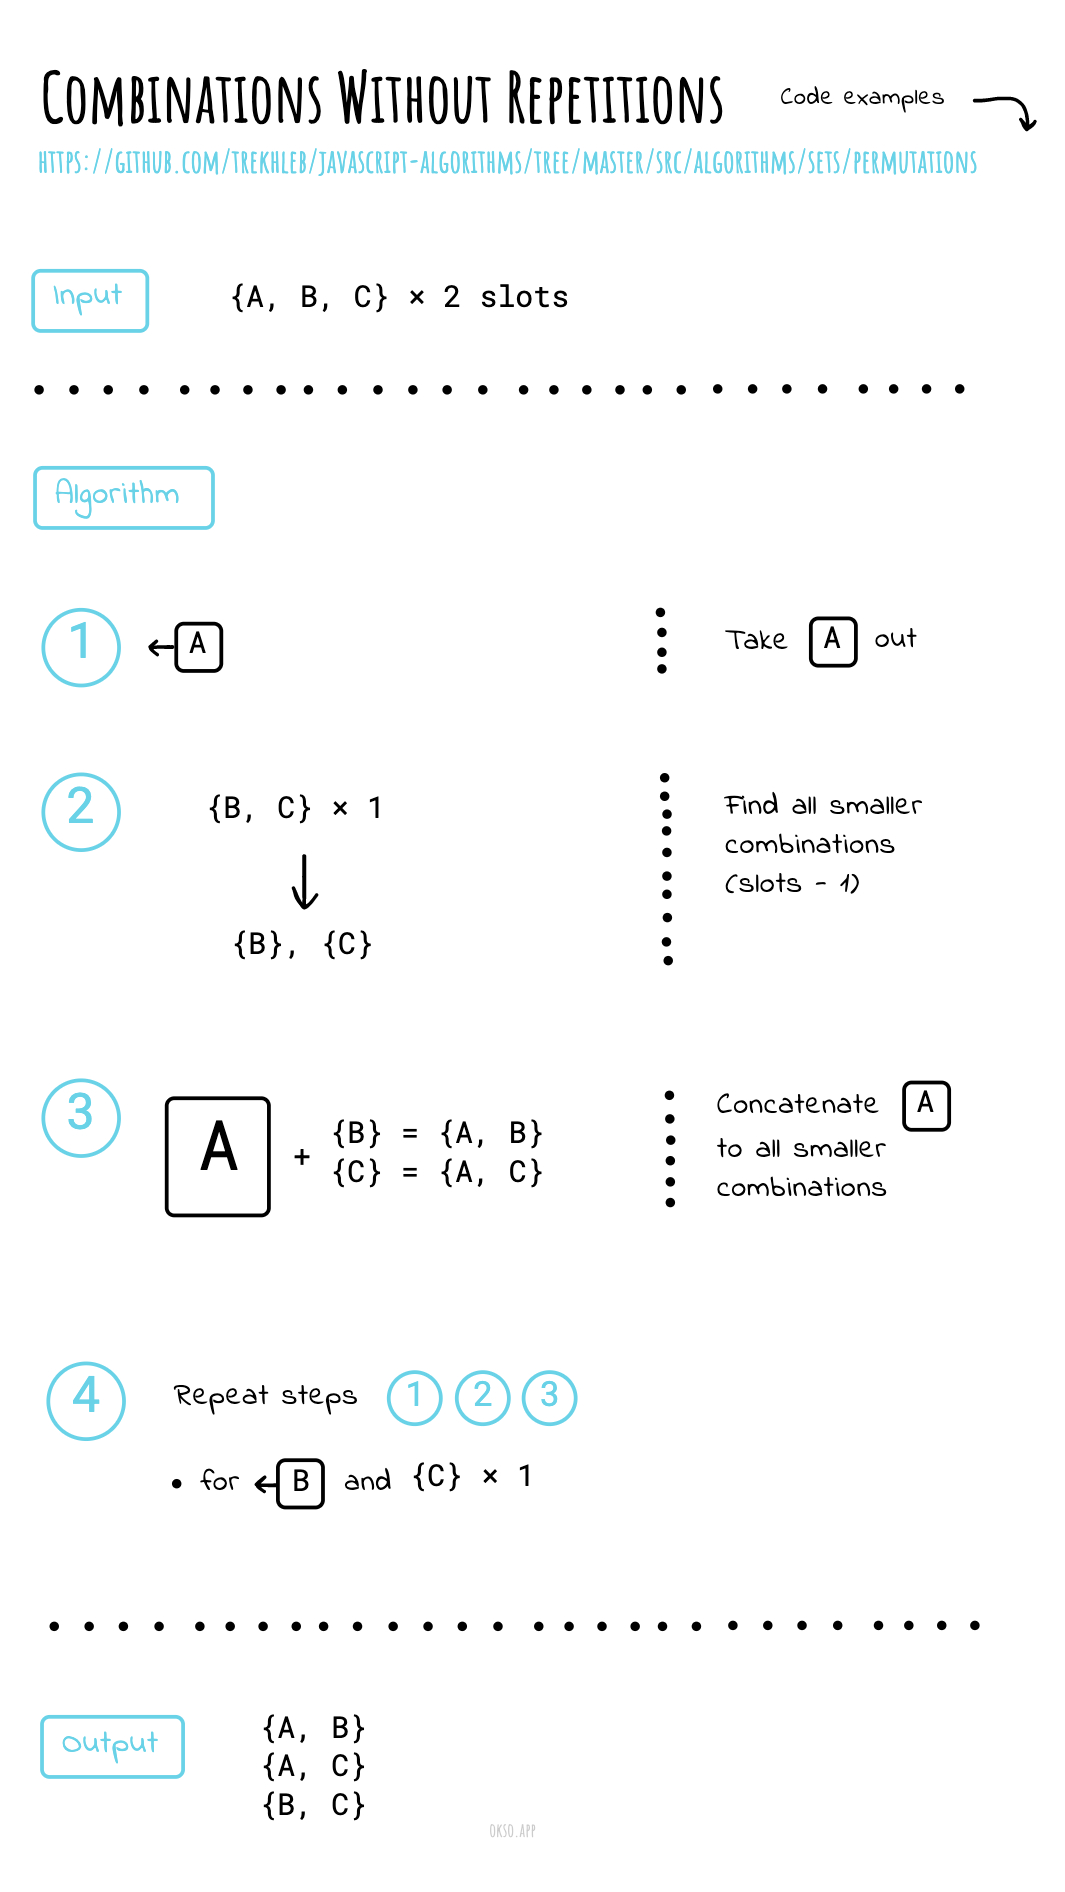 Combinations Without Repetitions
Code examples
https://github.com/trekhleb/javascript-algorithms/tree/master/src/algorithms/sets/permutations
Input
{A, B, C} × 2 slots
Algorithm
1
A
Take A out
2
{B, C} × 1
{B}, {C}
Find all smaller
combinations
(slots - 1)
3
A
+
{B} = {A, B}
{C} = {A, C}
Concatenate A
to all smaller
combinations
4
Repeat steps 1 2 3
• for B and {C} × 1
Output
{A, B}
{A, C}
{B, C}
okso.app